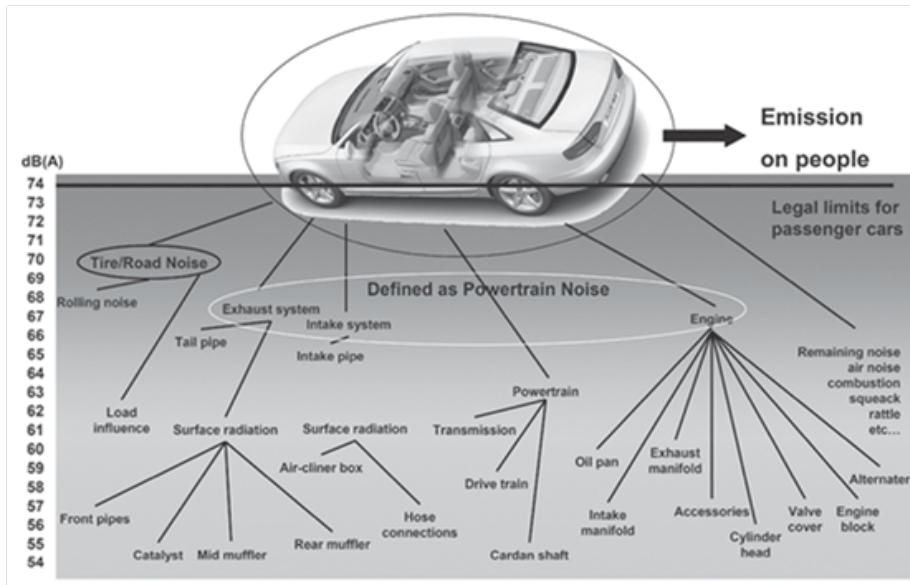 Emission
on people
dB(A)
74
73
72
71
70
69
68
67
66
65
64
63
62
61
60
59
58
57
56
55
54
Legal limits for
passenger cars
Tire/Road Noise
Rolling noise
Load
influence
Defined as Powertrain Noise
Exhaust system
Tail pipe
Intake system
Intake pipe
Engine
Remaining noise
air noise
combustion
squeack
rattle
etc...
Powertrain
Transmission
Drive train
Cardan shaft
Surface radiation
Front pipes
Catalyst
Mid muffler
Rear muffler
Surface radiation
Air-cliner box
Hose
connections
Oil pan
Intake
manifold
Exhaust
manifold
Accessories
Cylinder
head
Valve
cover
Engine
block
Alternater